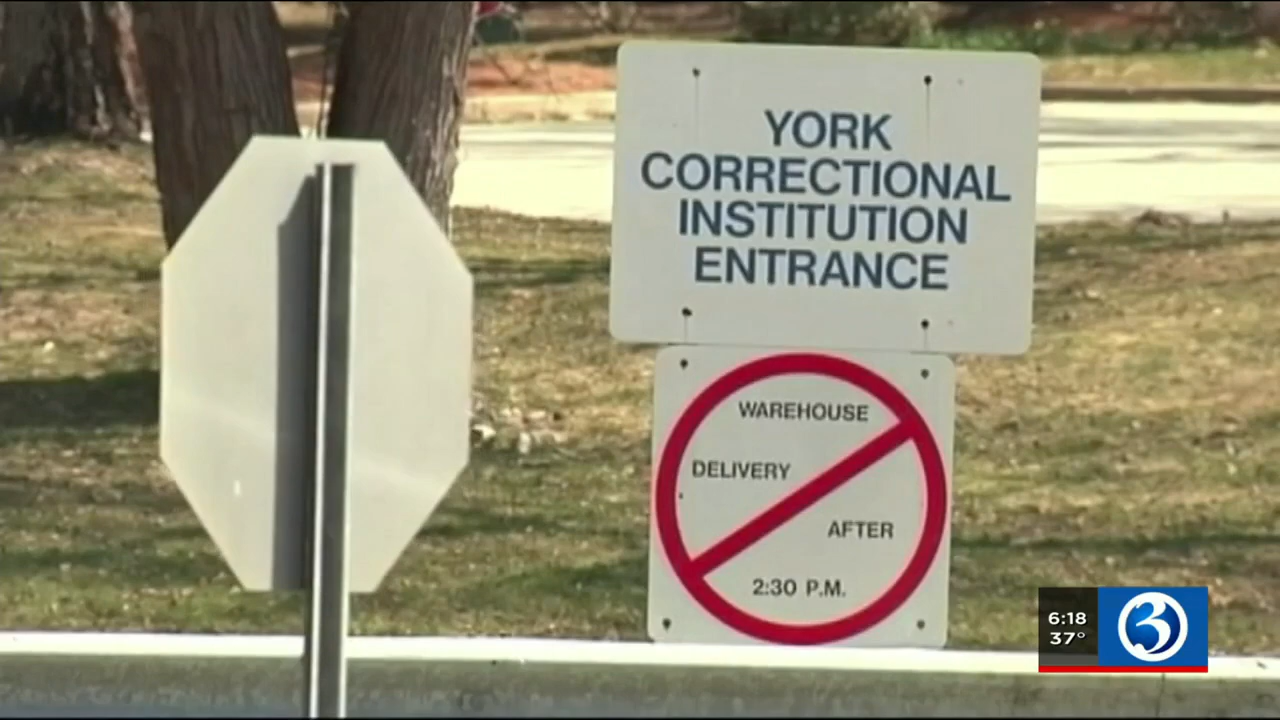 YORK
CORRECTIONAL
INSTITUTION
ENTRANCE
WAREHOUSE
DELIVERY
AFTER
2:30 P.M.
6:18
37°
3